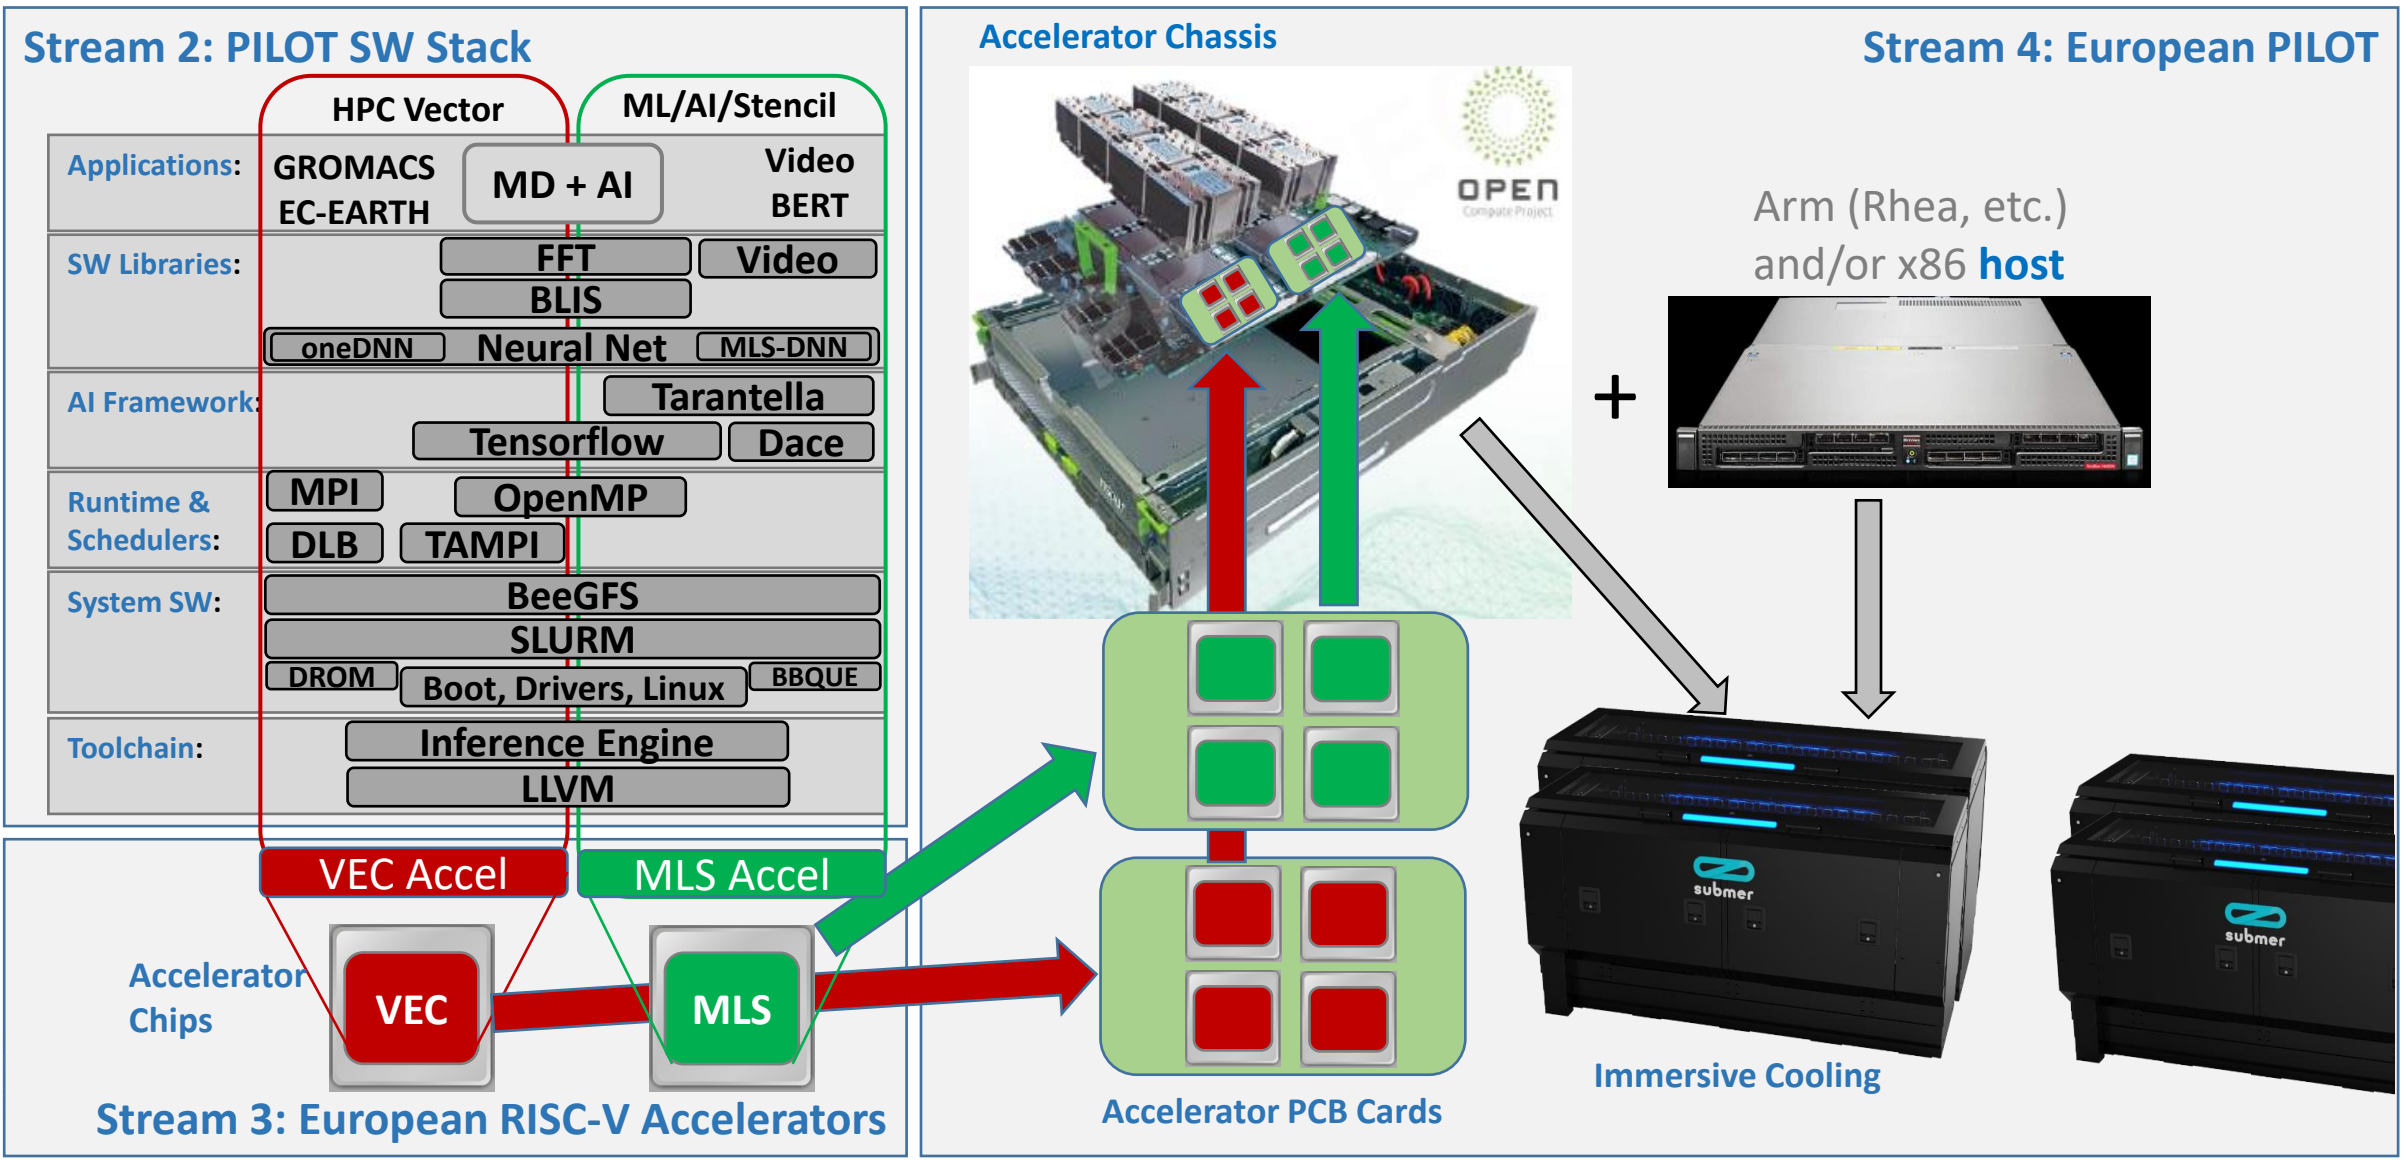 Stream 2: PILOT SW Stack
HPC Vector
ML/AI/Stencil
Applications:
GROMACS
EC-EARTH
MD + AI
Video
BERT
SW Libraries:
FFT
Video
BLIS
oneDNN
Neural Net
MLS-DNN
AI Framework:
Tarantella
Tensorflow
Dace
Runtime &
Schedulers:
MPI
OpenMP
DLB
TAMPI
System SW:
BeeGFS
SLURM
DROM
Boot, Drivers, Linux
BBQUE
Toolchain:
Inference Engine
LLVM
VEC Accel
MLS Accel
Accelerator
Chips
VEC
MLS
Stream 3: European RISC-V Accelerators
Accelerator Chassis
Stream 4: European PILOT
OPEN
Compute Project
Arm (Rhea, etc.)
and/or x86 host
+
submer
submer
Immersive Cooling
Accelerator PCB Cards